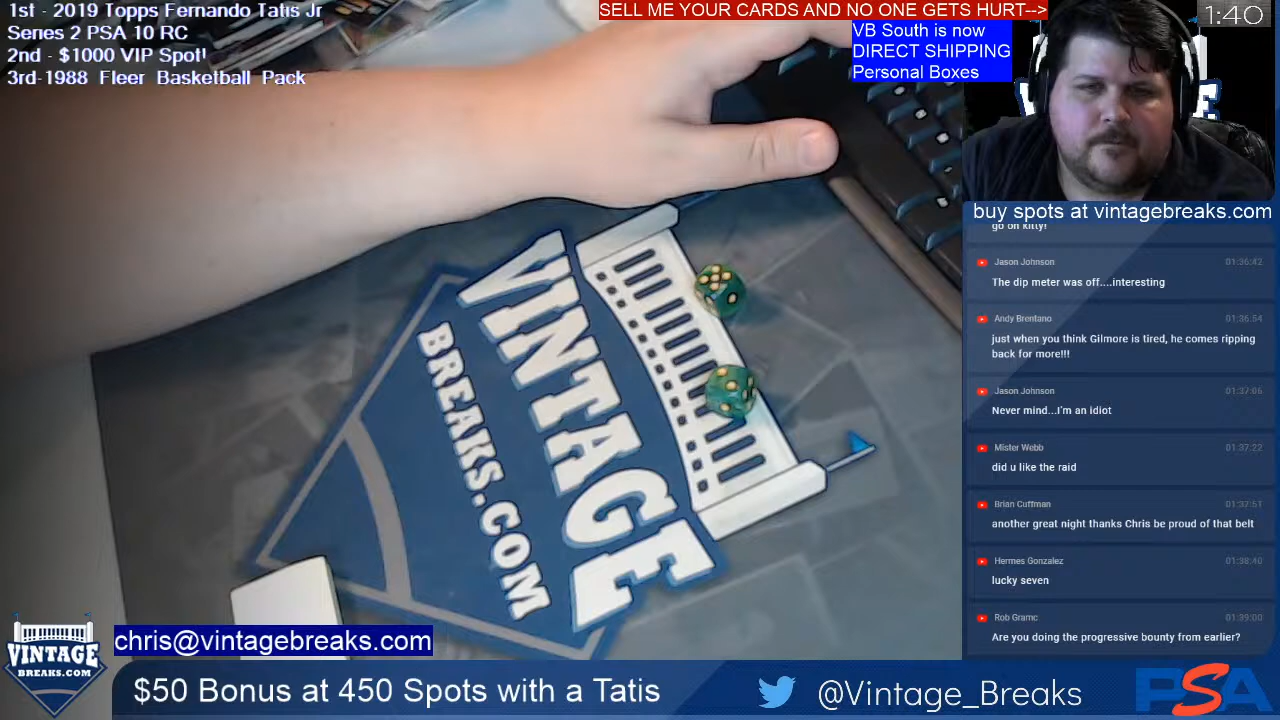 1st - 2019 Topps Fernando Tatis Jr
Series 2 PSA 10 RC
2nd - $1000 VIP Spot!
3rd-1988 Fleer Basketball Pack
SELL ME YOUR CARDS AND NO ONE GETS HURT-->
VB South is now
DIRECT SHIPPING
Personal Boxes
1:40
buy spots at vintagebreaks.com
go on kitty!
Jason Johnson 01:36:42
The dip meter was off....interesting
Andy Brentano 01:36:54
just when you think Gilmore is tired, he comes ripping
back for more!!!
Jason Johnson 01:37:06
Never mind...I'm an idiot
Mister Webb 01:37:22
did u like the raid
Brian Cuffman 01:37:51
another great night thanks Chris be proud of that belt
Hermes Gonzalez 01:38:40
lucky seven
Rob Gramc 01:39:00
Are you doing the progressive bounty from earlier?
VINTAGE
BREAKS.COM
chris@vintagebreaks.com
VINTAGE
BREAKS.COM
$50 Bonus at 450 Spots with a Tatis
@Vintage_Breaks
PSA